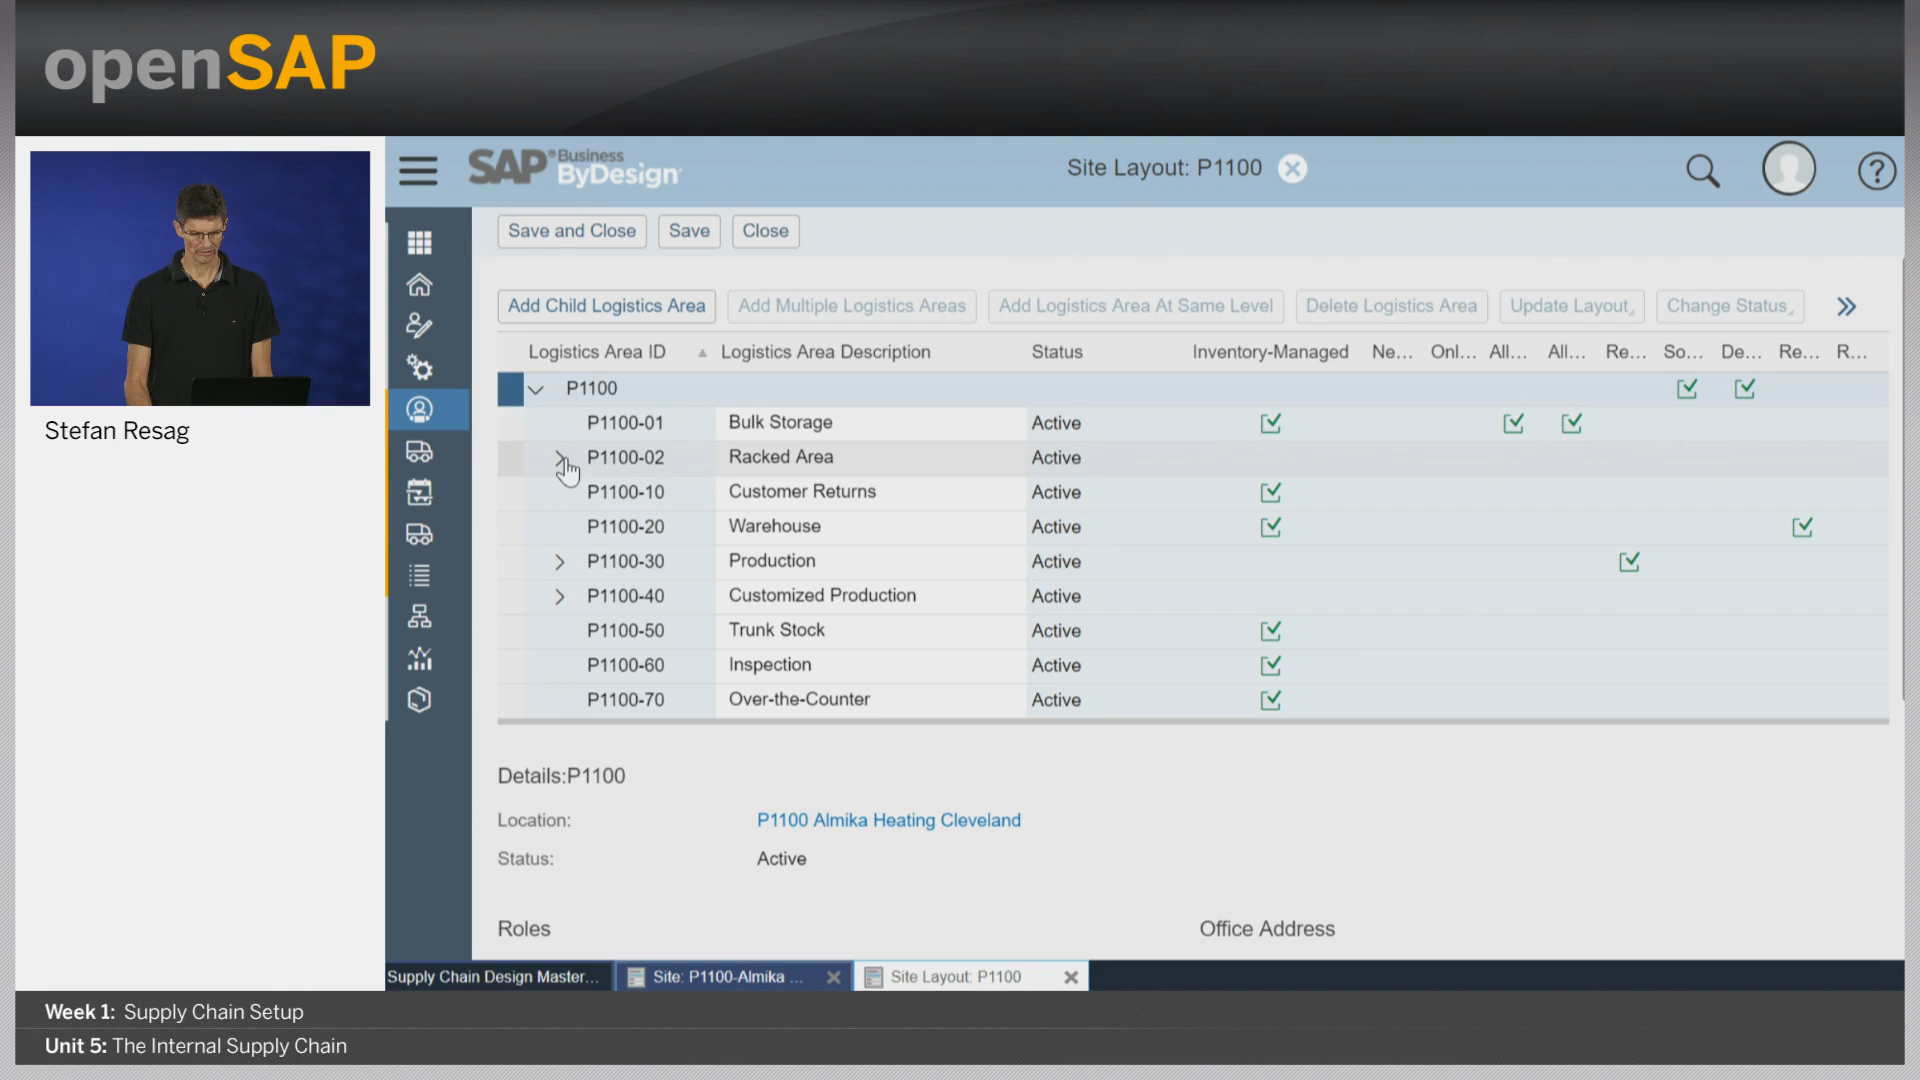 openSAP
Stefan Resag
SAP® Business ByDesign
Site Layout: P1100
Save and Close Save Close
Add Child Logistics Area Add Multiple Logistics Areas Add Logistics Area At Same Level Delete Logistics Area Update Layout Change Status
Logistics Area ID Logistics Area Description Status Inventory-Managed Ne... Onl... All... All... Re... So... De... Re... R...
P1100
P1100-01 Bulk Storage Active
P1100-02 Racked Area Active
P1100-10 Customer Returns Active
P1100-20 Warehouse Active
P1100-30 Production Active
P1100-40 Customized Production Active
P1100-50 Trunk Stock Active
P1100-60 Inspection Active
P1100-70 Over-the-Counter Active
Details:P1100
Location: P1100 Almika Heating Cleveland
Status: Active
Roles Office Address
Supply Chain Design Master... Site: P1100-Almika ... Site Layout: P1100
Week 1: Supply Chain Setup
Unit 5: The Internal Supply Chain